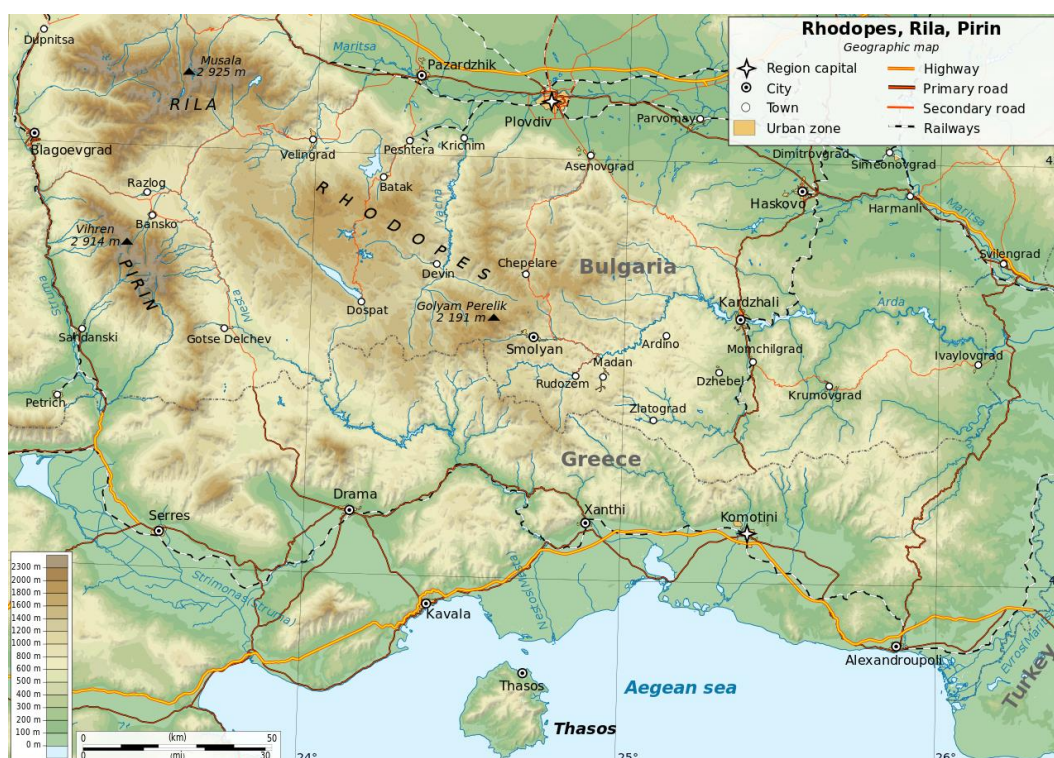 Rhodopes, Rila, Pirin
Geographic map
Region capital
City
Town
Urban zone
Highway
Primary road
Secondary road
Railways
Dupnitsa
Musala
2 925 m
RILA
Maritsa
Pazardzhik
Plovdiv
Parvomay
Dimitrovgrad
Simeonovgrad
Blagoevgrad
Velingrad
Peshtera
Krichim
Asenovgrad
Razlog
Batak
Haskovo
Harmanli
Maritsa
Bansko
RHODOPES
Vacha
Vihren
2 914 m
PIRIN
Devin
Chepelare
Bulgaria
Svilengrad
Struma
Mesta
Dospat
Golyam Perelik
2 191 m
Kardzhali
Arda
Sandanski
Gotse Delchev
Smolyan
Ardino
Momchilgrad
Ivaylovgrad
Madan
Rudozem
Dzhebel
Krumovgrad
Petrich
Zlatograd
Greece
Drama
Serres
Xanthi
Komotini
Strimonas(Struma)
Nestos(Mesta)
Kavala
Alexandroupoli
Evros(Maritsa)
Turkey
Thasos
Aegean sea
Thasos
2300 m
2000 m
1800 m
1600 m
1400 m
1200 m
1000 m
800 m
600 m
500 m
400 m
300 m
200 m
100 m
0 m
0 (km) 50
0 (mi) 30
24°
25°
26°